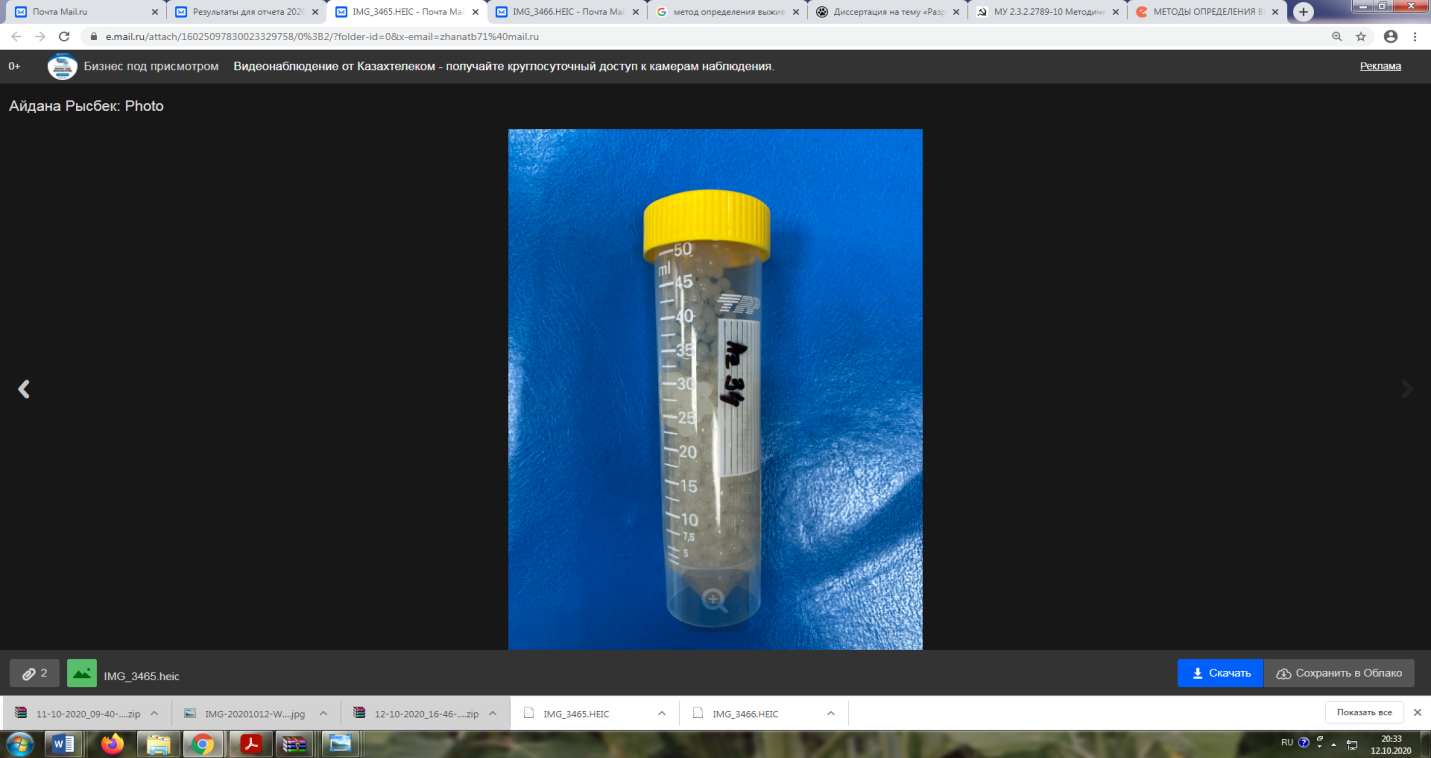 Почта Mail.ru
Результаты для отчета 2020
IMG_3465.HEIC - Почта Mai
IMG_3466.HEIC - Почта Mai
метод определения выжив
Диссертация на тему «Разр
МУ 2.3.2.2789-10 Методиче
МЕТОДЫ ОПРЕДЕЛЕНИЯ В
e.mail.ru/attach/16025097830023329758/0%3B2/?folder-id=0&x-email=zhanatb71%40mail.ru
0+
Бизнес под присмотром
Видеонаблюдение от Казахтелеком - получайте круглосуточный доступ к камерам наблюдения.
Реклама
Айдана Рысбек: Photo
50
ml
45
40
35
30
25
20
15
10
7,5
5
TPP
34
2
IMG_3465.heic
Скачать
Сохранить в Облако
11-10-2020_09-40-....zip
IMG-20201012-W....jpg
12-10-2020_16-46-....zip
IMG_3465.HEIC
IMG_3466.HEIC
Показать все
RU
20:33
12.10.2020